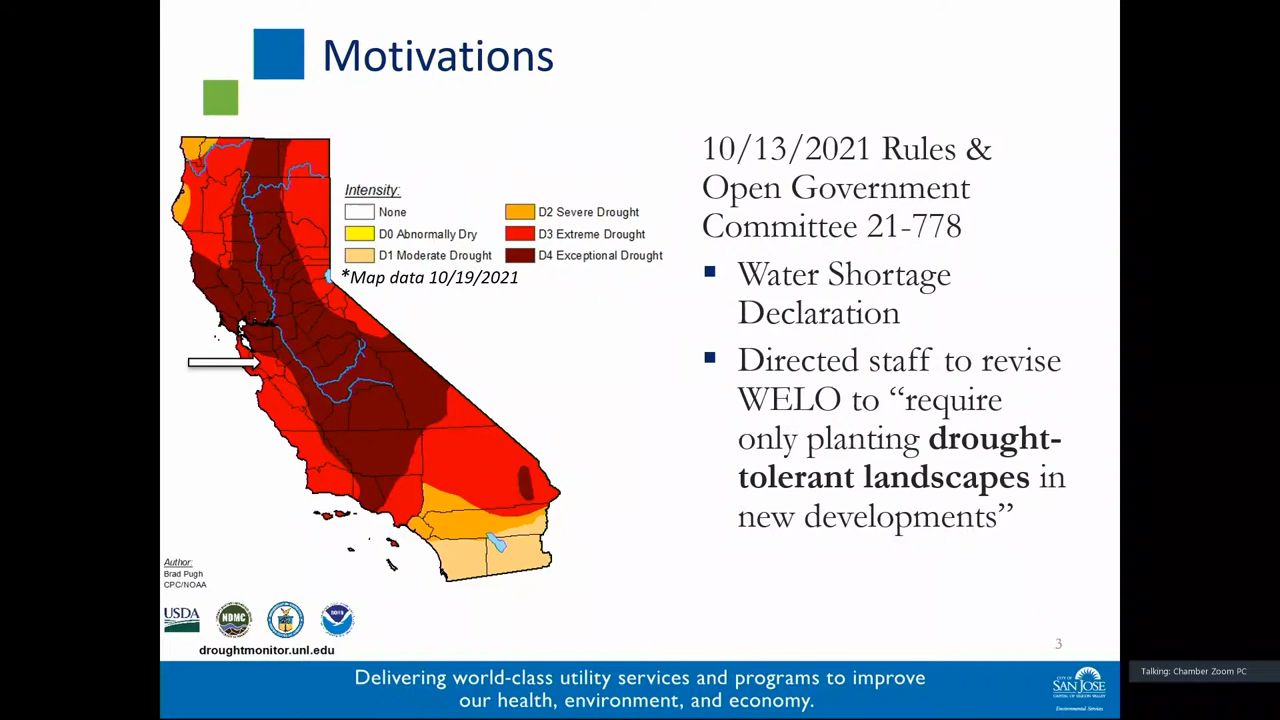 Motivations
Intensity:
None
D0 Abnormally Dry
D1 Moderate Drought
D2 Severe Drought
D3 Extreme Drought
D4 Exceptional Drought
*Map data 10/19/2021
10/13/2021 Rules &
Open Government
Committee 21-778
Water Shortage
Declaration
Directed staff to revise
WELO to “require
only planting drought-
tolerant landscapes in
new developments”
Author:
Brad Pugh
CPC/NOAA
USDA
NDMC
droughtmonitor.unl.edu
3
Delivering world-class utility services and programs to improve
our health, environment, and economy.
CITY OF
SAN JOSE
CAPITAL OF SILICON VALLEY
Environmental Services
Talking: Chamber Zoom PC